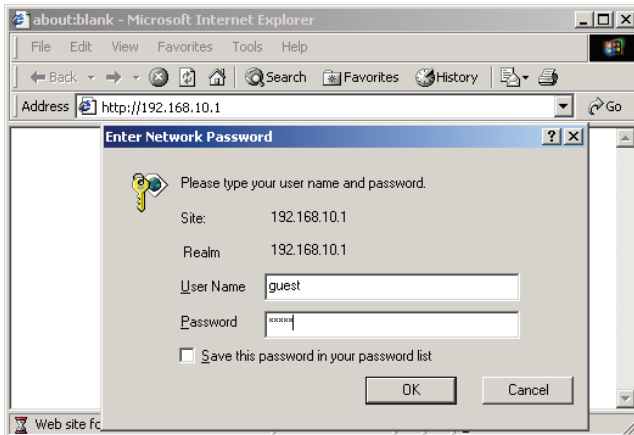 about:blank - Microsoft Internet Explorer
File Edit View Favorites Tools Help
Back Search Favorites History
Address http://192.168.10.1 Go
Enter Network Password
Please type your user name and password.
Site: 192.168.10.1
Realm 192.168.10.1
User Name guest
Password xxxxx
Save this password in your password list
OK Cancel
Web site fo